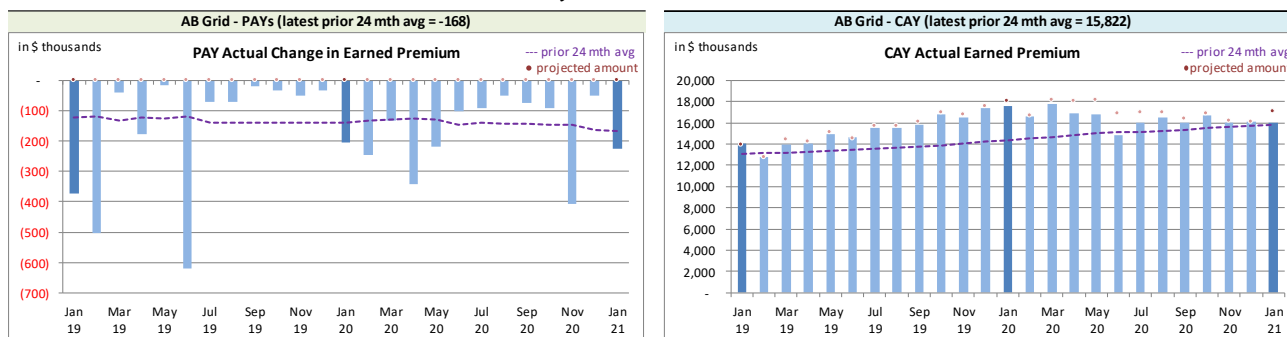 AB Grid - PAYs (latest prior 24 mth avg = -168)
in $ thousands
PAY Actual Change in Earned Premium
--- prior 24 mth avg
• projected amount
-
(100)
(200)
(300)
(400)
(500)
(600)
(700)
Jan Mar May Jul Sep Nov Jan Mar May Jul Sep Nov Jan
19 19 19 19 19 19 20 20 20 20 20 20 21
AB Grid - CAY (latest prior 24 mth avg = 15,822)
in $ thousands
CAY Actual Earned Premium
--- prior 24 mth avg
• projected amount
20,000
18,000
16,000
14,000
12,000
10,000
8,000
6,000
4,000
2,000
-
Jan Mar May Jul Sep Nov Jan Mar May Jul Sep Nov Jan
19 19 19 19 19 19 20 20 20 20 20 20 21